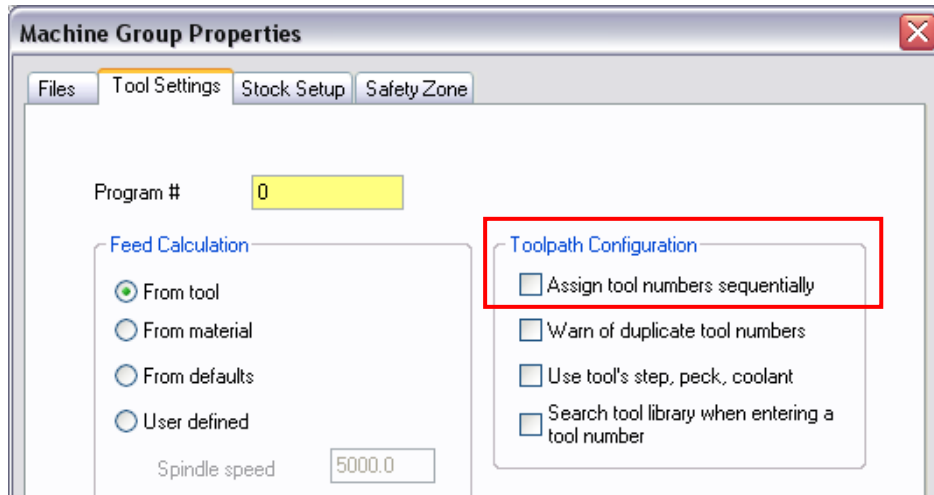 Machine Group Properties
Files Tool Settings Stock Setup Safety Zone
Program # 0
Feed Calculation
From tool
From material
From defaults
User defined
Spindle speed 5000.0
Toolpath Configuration
Assign tool numbers sequentially
Warn of duplicate tool numbers
Use tool's step, peck, coolant
Search tool library when entering a
tool number